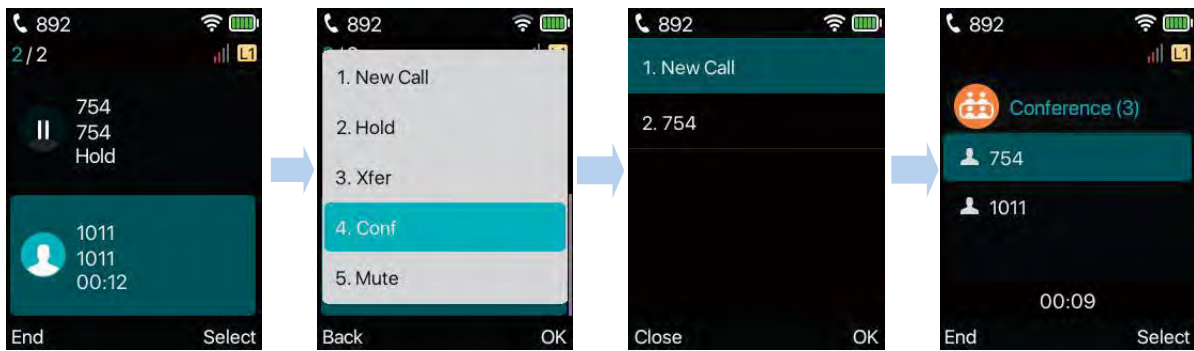 892
2/2
L1
754
754
Hold
1011
1011
00:12
End
Select
892
1. New Call
2. Hold
3. Xfer
4. Conf
5. Mute
Back
OK
892
1. New Call
2. 754
Close
OK
892
L1
Conference (3)
754
1011
00:09
End
Select